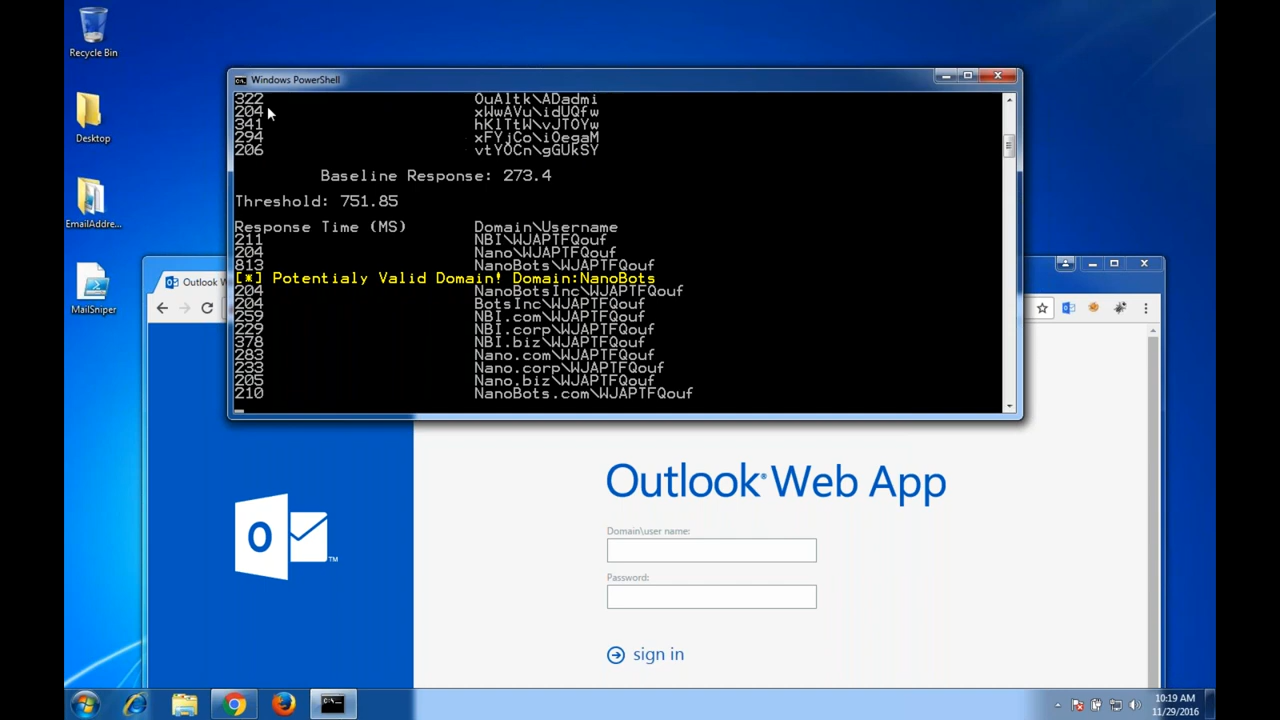 Recycle Bin
Desktop
EmailAddre...
MailSniper
Windows PowerShell
322 OuAltk\ADadmi
204 xWwAVu\idUQfw
341 hKlTtW\vJTOYw
294 xFYjCo\iOegaM
206 vtYOCn\gGUkSY
Baseline Response: 273.4
Threshold: 751.85
Response Time (MS) Domain\Username
211 NBI\WJAPTFQouf
204 Nano\WJAPTFQouf
813 NanoBots\WJAPTFQouf
[*] Potentialy Valid Domain! Domain:NanoBots
204 NanoBotsInc\WJAPTFQouf
204 BotsInc\WJAPTFQouf
259 NBI.com\WJAPTFQouf
229 NBI.corp\WJAPTFQouf
378 NBI.biz\WJAPTFQouf
283 Nano.com\WJAPTFQouf
233 Nano.corp\WJAPTFQouf
205 Nano.biz\WJAPTFQouf
210 NanoBots.com\WJAPTFQouf
Outlook W
Outlook® Web App
Domain\user name:
Password:
sign in
O
TM
10:19 AM
11/29/2016